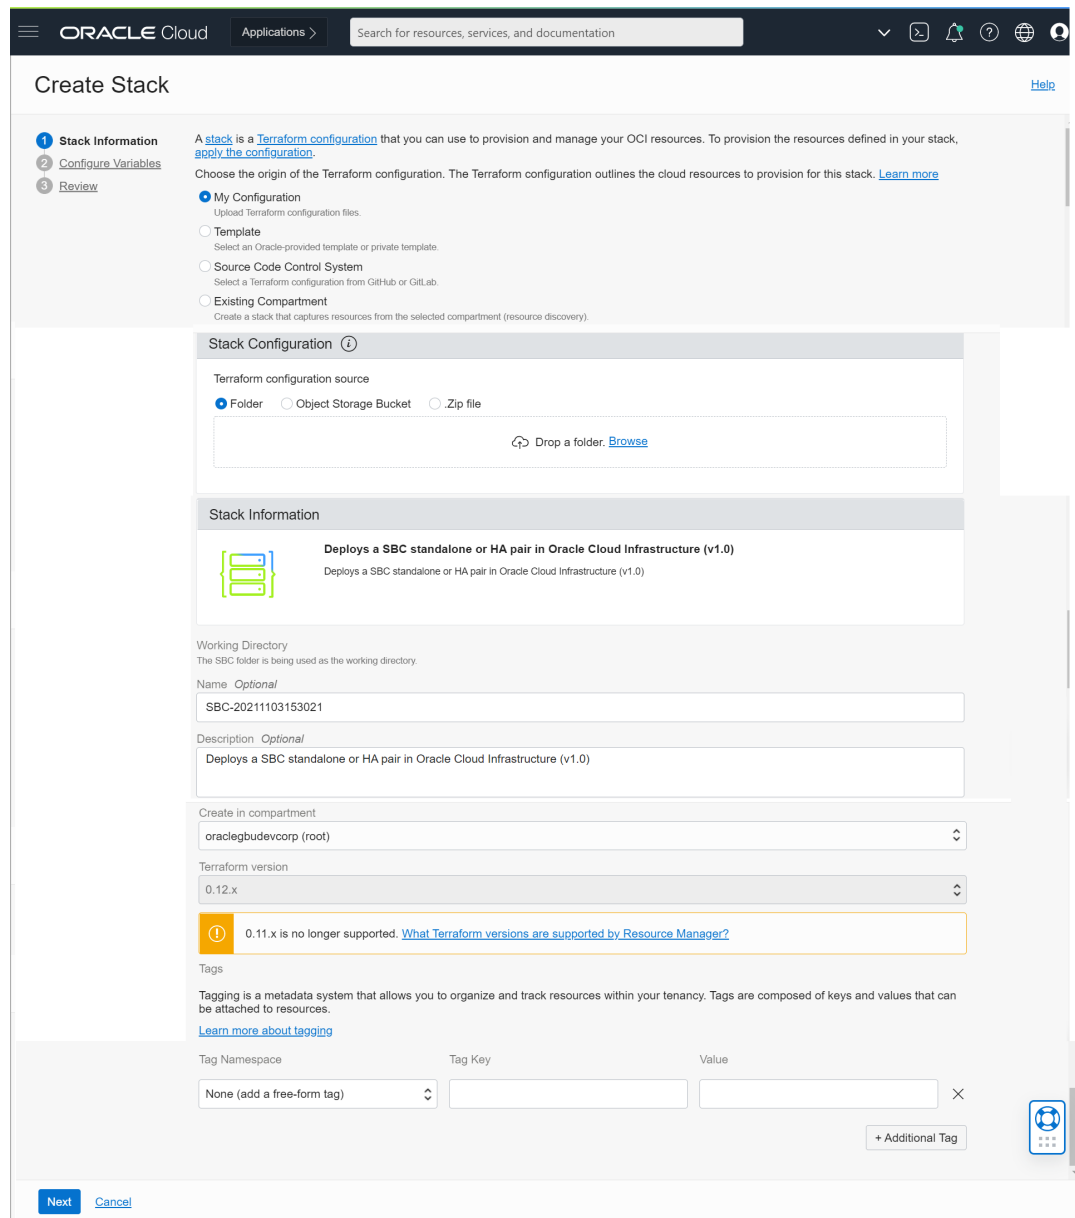 ORACLE Cloud
Applications >
Search for resources, services, and documentation
Create Stack
Help
1 Stack Information
2 Configure Variables
3 Review
A stack is a Terraform configuration that you can use to provision and manage your OCI resources. To provision the resources defined in your stack,
apply the configuration.
Choose the origin of the Terraform configuration. The Terraform configuration outlines the cloud resources to provision for this stack. Learn more
My Configuration
Upload Terraform configuration files.
Template
Select an Oracle-provided template or private template.
Source Code Control System
Select a Terraform configuration from GitHub or GitLab.
Existing Compartment
Create a stack that captures resources from the selected compartment (resource discovery).
Stack Configuration i
Terraform configuration source
Folder Object Storage Bucket .Zip file
Drop a folder. Browse
Stack Information
Deploys a SBC standalone or HA pair in Oracle Cloud Infrastructure (v1.0)
Deploys a SBC standalone or HA pair in Oracle Cloud Infrastructure (v1.0)
Working Directory
The SBC folder is being used as the working directory.
Name Optional
SBC-20211103153021
Description Optional
Deploys a SBC standalone or HA pair in Oracle Cloud Infrastructure (v1.0)
Create in compartment
oraclegbudevcorp (root)
Terraform version
0.12.x
0.11.x is no longer supported. What Terraform versions are supported by Resource Manager?
Tags
Tagging is a metadata system that allows you to organize and track resources within your tenancy. Tags are composed of keys and values that can
be attached to resources.
Learn more about tagging
Tag Namespace Tag Key Value
None (add a free-form tag)
+ Additional Tag
Next Cancel